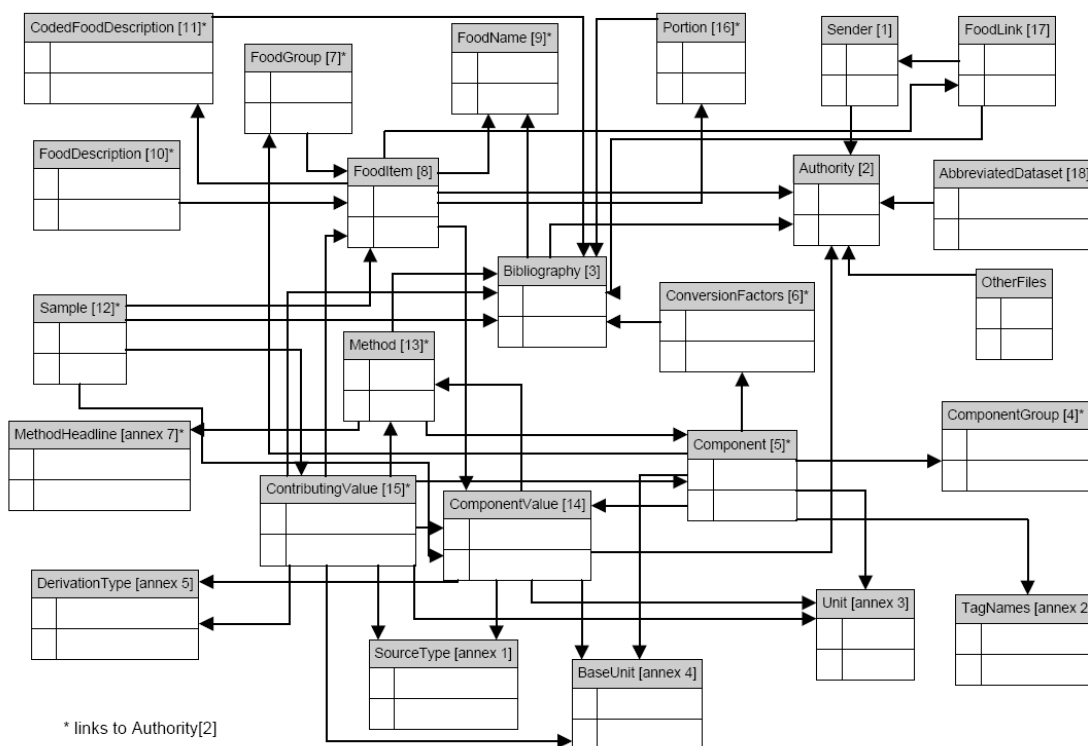 CodedFoodDescription [11]*
FoodGroup [7]*
FoodName [9]*
Portion [16]*
Sender [1]
FoodLink [17]
FoodDescription [10]*
FoodItem [8]
Authority [2]
AbbreviatedDataset [18]
Bibliography [3]
OtherFiles
Sample [12]*
ConversionFactors [6]*
Method [13]*
MethodHeadline [annex 7]*
Component [5]*
ComponentGroup [4]*
ContributingValue [15]*
ComponentValue [14]
DerivationType [annex 5]
Unit [annex 3]
TagNames [annex 2
SourceType [annex 1]
BaseUnit [annex 4]
* links to Authority[2]